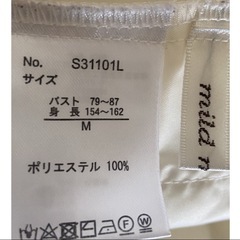 No. S31101L
サイズ
バスト 79～87
身長 154～162
M
ポリエステル 100%
mild